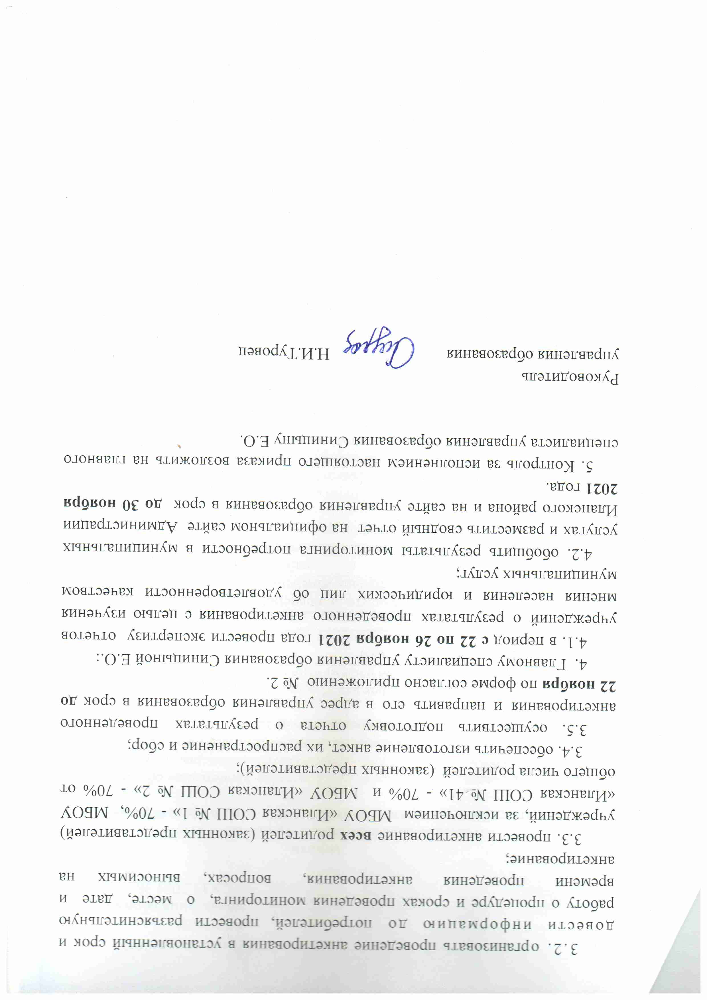 3.2. организовать проведение анкетирования в установленный срок и
довести информацию до потребителей, провести разъяснительную
работу о процедуре и сроках проведения мониторинга, о месте, дате и
времени проведения анкетирования, вопросах, выносимых на
анкетирование;
3.3. провести анкетирование всех родителей (законных представителей)
учреждений, за исключением МБОУ «Иланская СОШ № 1» - 70%, МБОУ
«Иланская СОШ № 41» - 70% и МБОУ «Иланская СОШ № 2» - 70% от
общего числа родителей (законных представителей);
3.4. обеспечить изготовление анкет, их распространение и сбор;
3.5. осуществить подготовку отчета о результатах проведенного
анкетирования и направить его в адрес управления образования в срок до
22 ноября по форме согласно приложению № 2.
4. Главному специалисту управления образования Синицыной Е.О.:
4.1. в период с 22 по 26 ноября 2021 года провести экспертизу отчетов
учреждений о результатах проведенного анкетирования с целью изучения
мнения населения и юридических лиц об удовлетворенности качеством
муниципальных услуг;
4.2. обобщить результаты мониторинга потребности в муниципальных
услугах и разместить сводный отчет на официальном сайте Администрации
Иланского района и на сайте управления образования в срок до 30 ноября
2021 года.
5. Контроль за исполнением настоящего приказа возложить на главного
специалиста управления образования Синицыну Е.О.
Руководитель
управления образования Н.И.Туровец